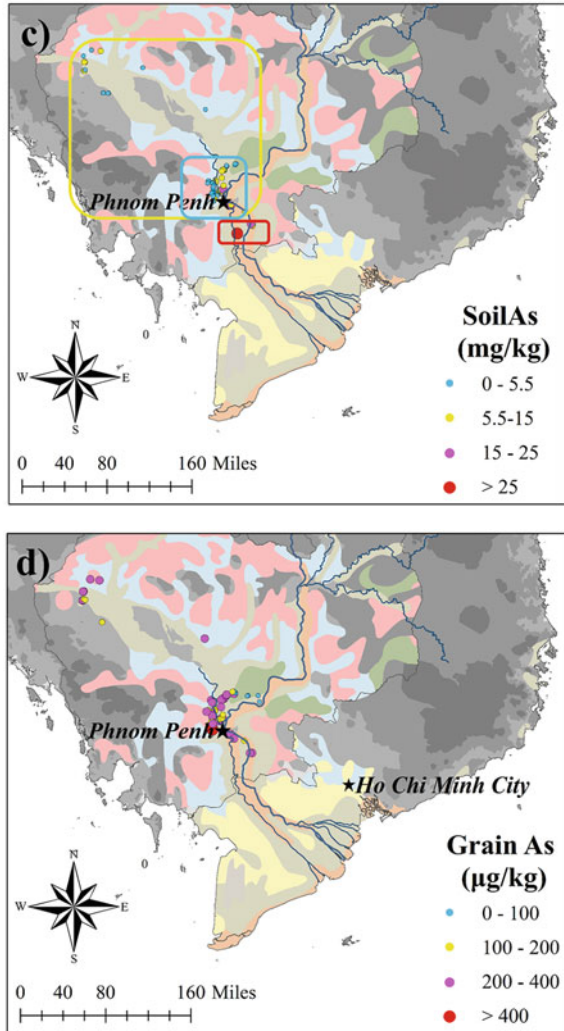 c)
Phnom Penh
SoilAs
(mg/kg)
0 - 5.5
5.5-15
15 - 25
> 25
N
W E
S
0 40 80 160 Miles
d)
Phnom Penh
Ho Chi Minh City
Grain As
(µg/kg)
0 - 100
100 - 200
200 - 400
> 400
N
W E
S
0 40 80 160 Miles